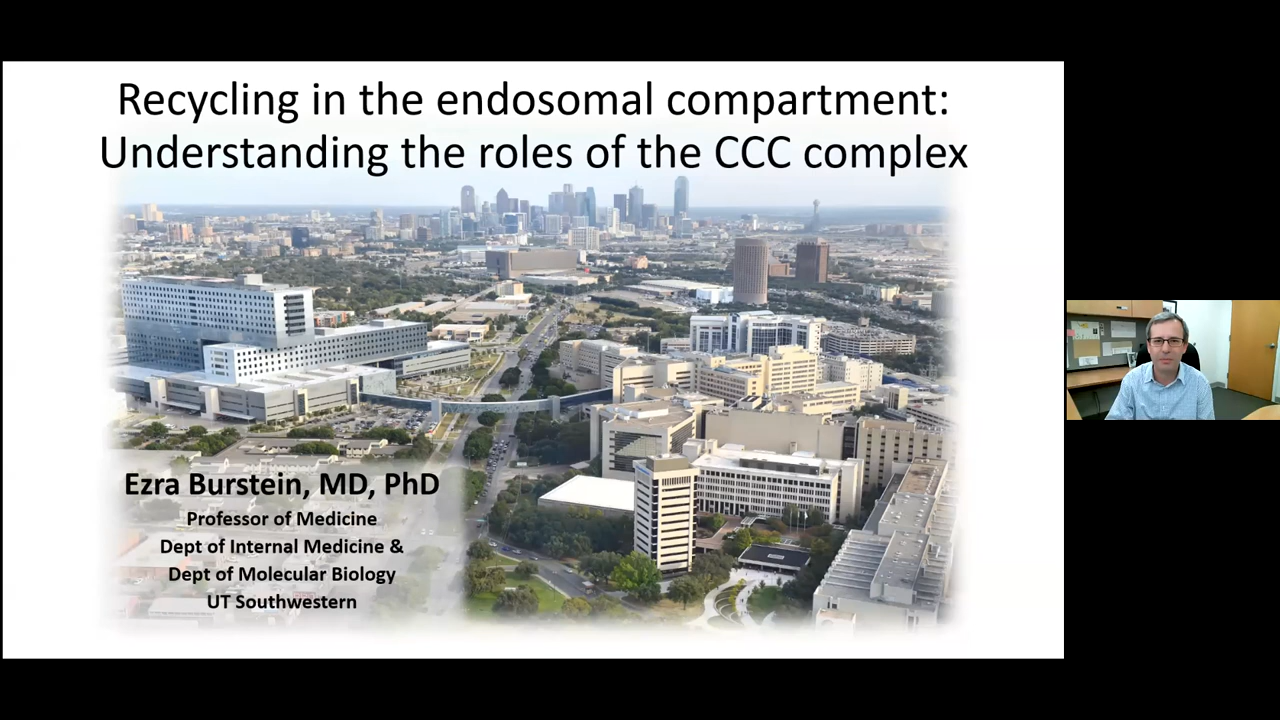 Recycling in the endosomal compartment:
Understanding the roles of the CCC complex
Ezra Burstein, MD, PhD
Professor of Medicine
Dept of Internal Medicine &
Dept of Molecular Biology
UT Southwestern